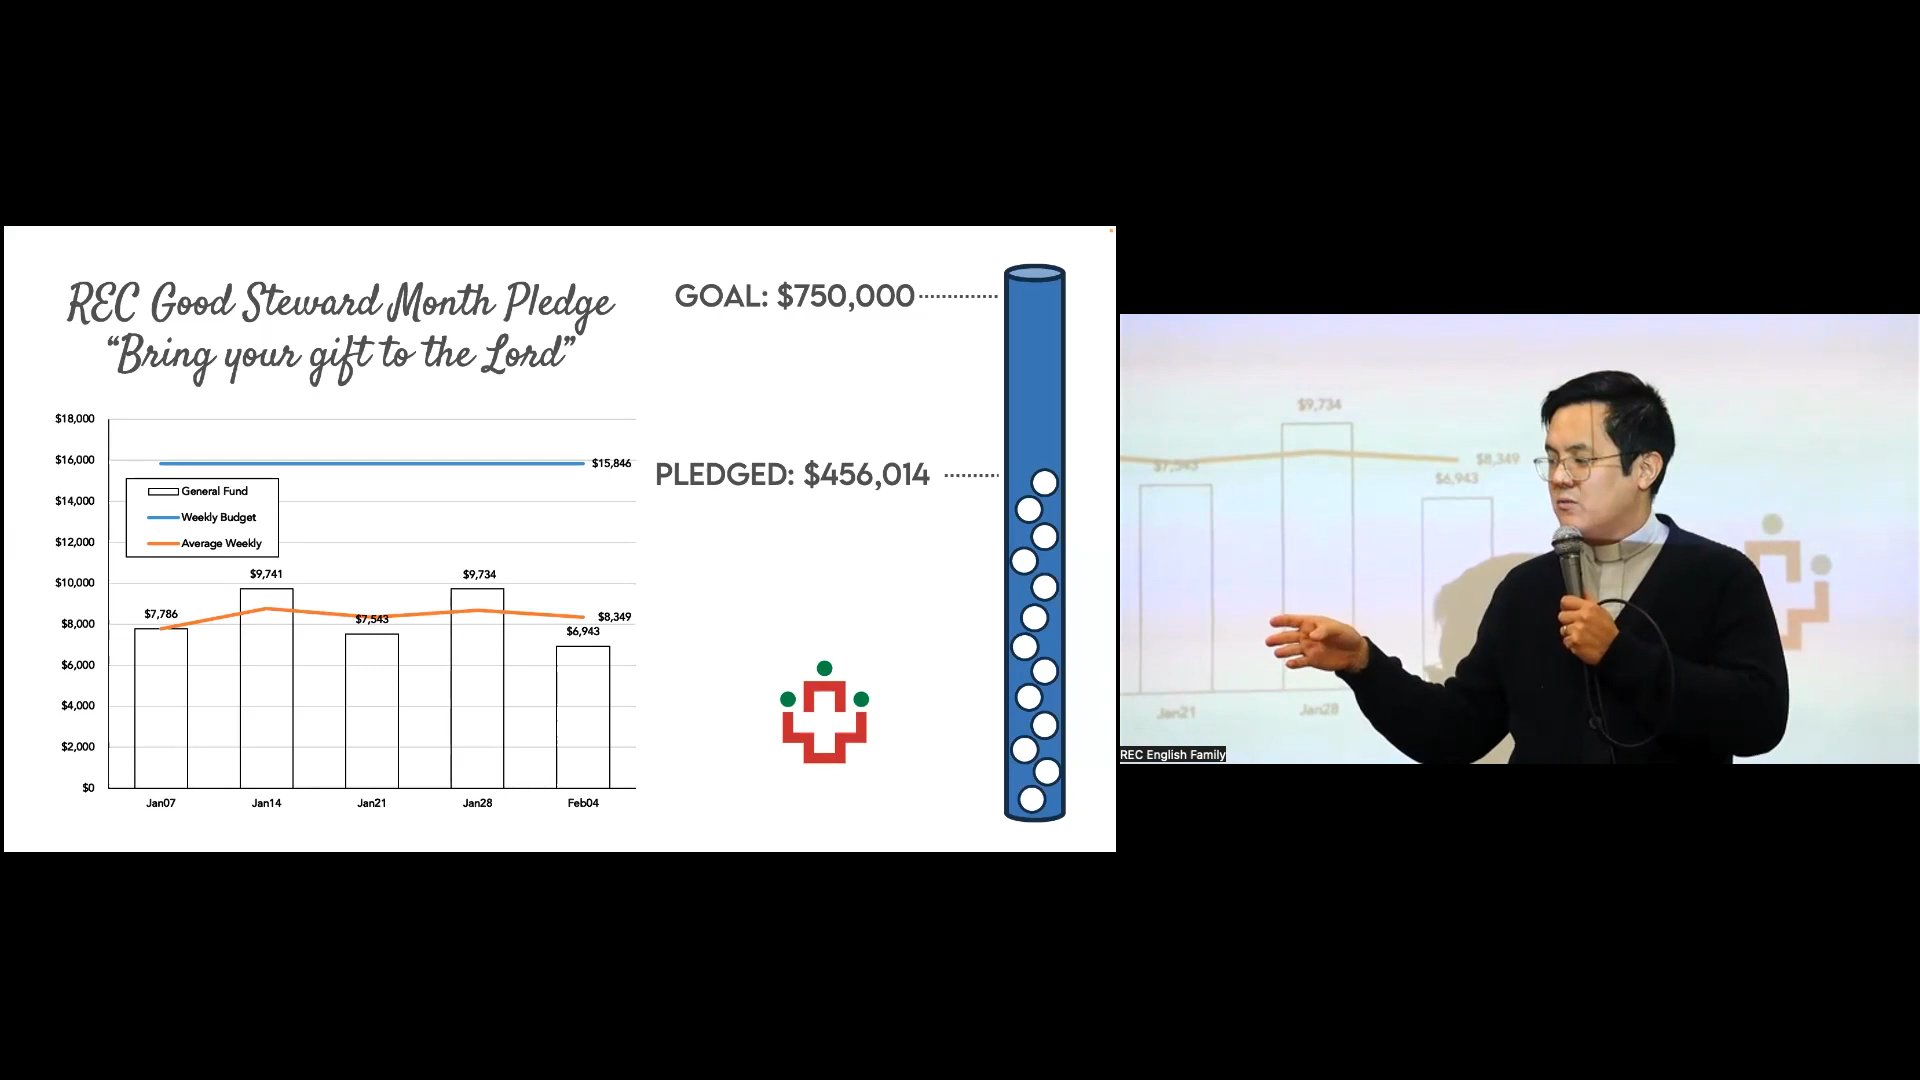 REC Good Steward Month Pledge
“Bring your gift to the Lord”
GOAL: $750,000
PLEDGED: $456,014
$18,000
$16,000
$14,000
$12,000
$10,000
$8,000
$6,000
$4,000
$2,000
$0
$15,846
General Fund
Weekly Budget
Average Weekly
$7,786
$9,741
$7,543
$9,734
$8,349
$6,943
Jan07
Jan14
Jan21
Jan28
Feb04
$9,734
$7,543
$8,349
$6,943
Jan21
Jan28
REC English Family